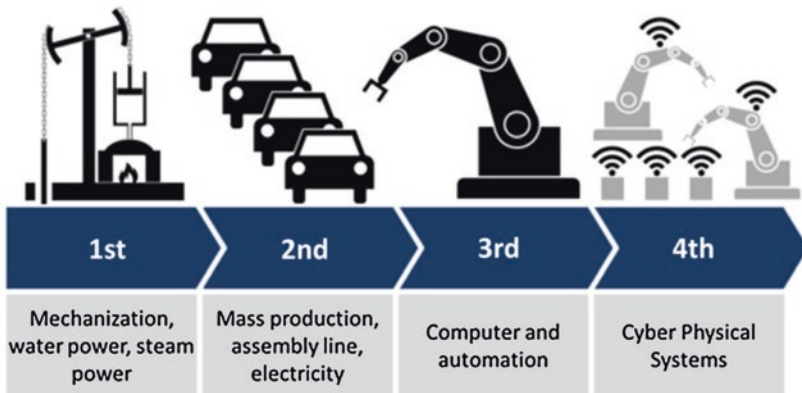 1st
2nd
3rd
4th
Mechanization,
water power, steam
power
Mass production,
assembly line,
electricity
Computer and
automation
Cyber Physical
Systems